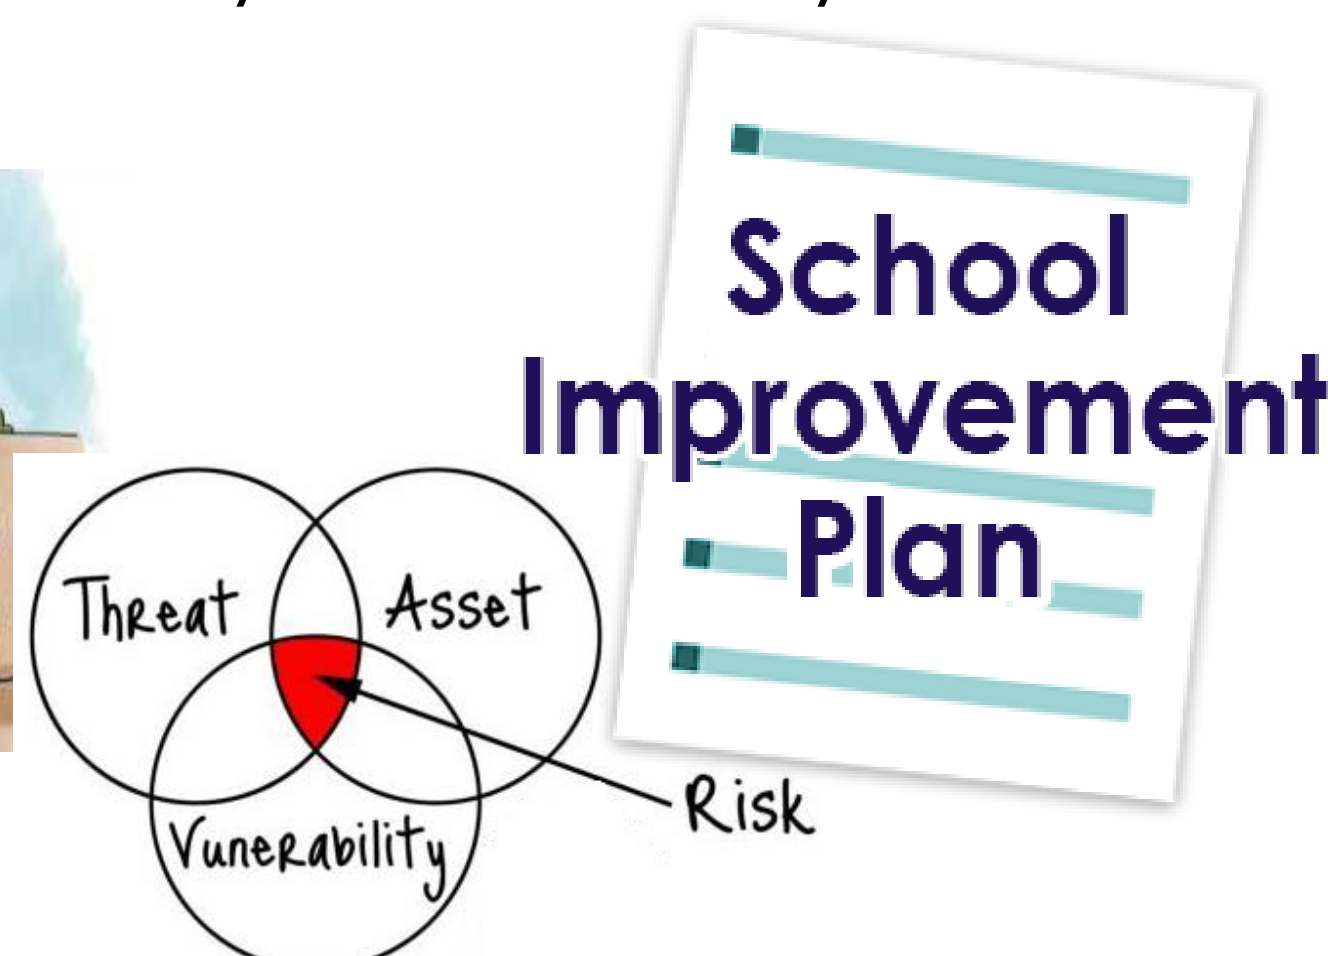 School
Improvement
Plan
Threat
Asset
Vunerability
Risk